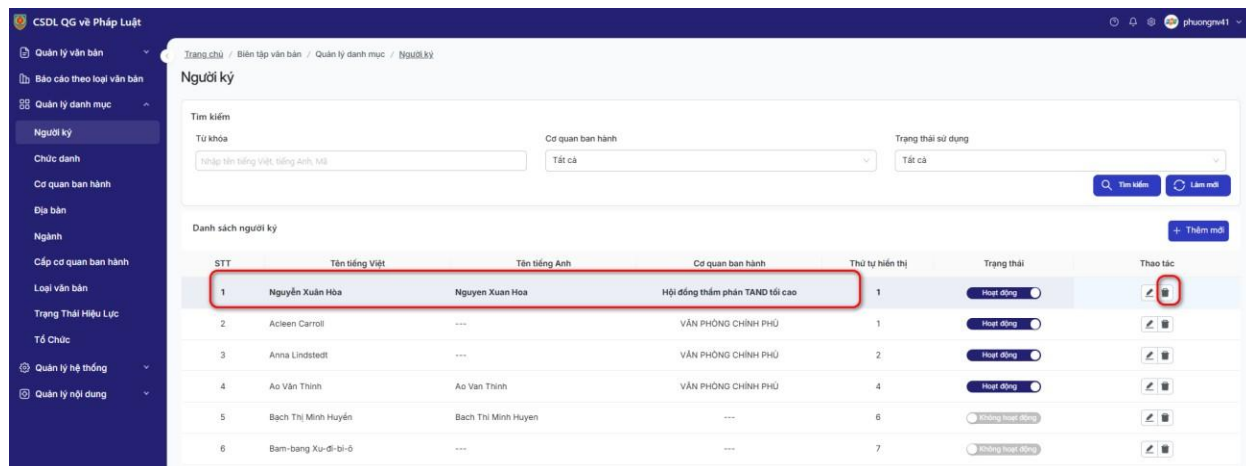 CSDL QG về Pháp Luật
phuongnv41
Quản lý văn bản
Báo cáo theo loại văn bản
Quản lý danh mục
Người ký
Chức danh
Cơ quan ban hành
Địa bàn
Ngành
Cấp cơ quan ban hành
Loại văn bản
Trạng Thái Hiệu Lực
Tổ Chức
Quản lý hệ thống
Quản lý nội dung
Trang chủ / Biên tập văn bản / Quản lý danh mục / Người ký
Người ký
Tìm kiếm
Từ khóa Cơ quan ban hành Trạng thái sử dụng
Nhập tên tiếng Việt, tiếng Anh, Mã Tất cả Tất cả
Tìm kiếm Làm mới
Danh sách người ký + Thêm mới
STT Tên tiếng Việt Tên tiếng Anh Cơ quan ban hành Thứ tự hiển thị Trạng thái Thao tác
1 Nguyễn Xuân Hòa Nguyen Xuan Hoa Hội đồng thẩm phán TAND tối cao 1 Hoạt động
2 Acleen Carroll --- VĂN PHÒNG CHÍNH PHỦ 1 Hoạt động
3 Anna Lindstedt --- VĂN PHÒNG CHÍNH PHỦ 2 Hoạt động
4 Ao Văn Thinh Ao Van Thinh VĂN PHÒNG CHÍNH PHỦ 4 Hoạt động
5 Bạch Thị Minh Huyền Bach Thi Minh Huyen --- 6 Không hoạt động
6 Bam-bang Xu-đi-bi-ô --- --- 7 Không hoạt động